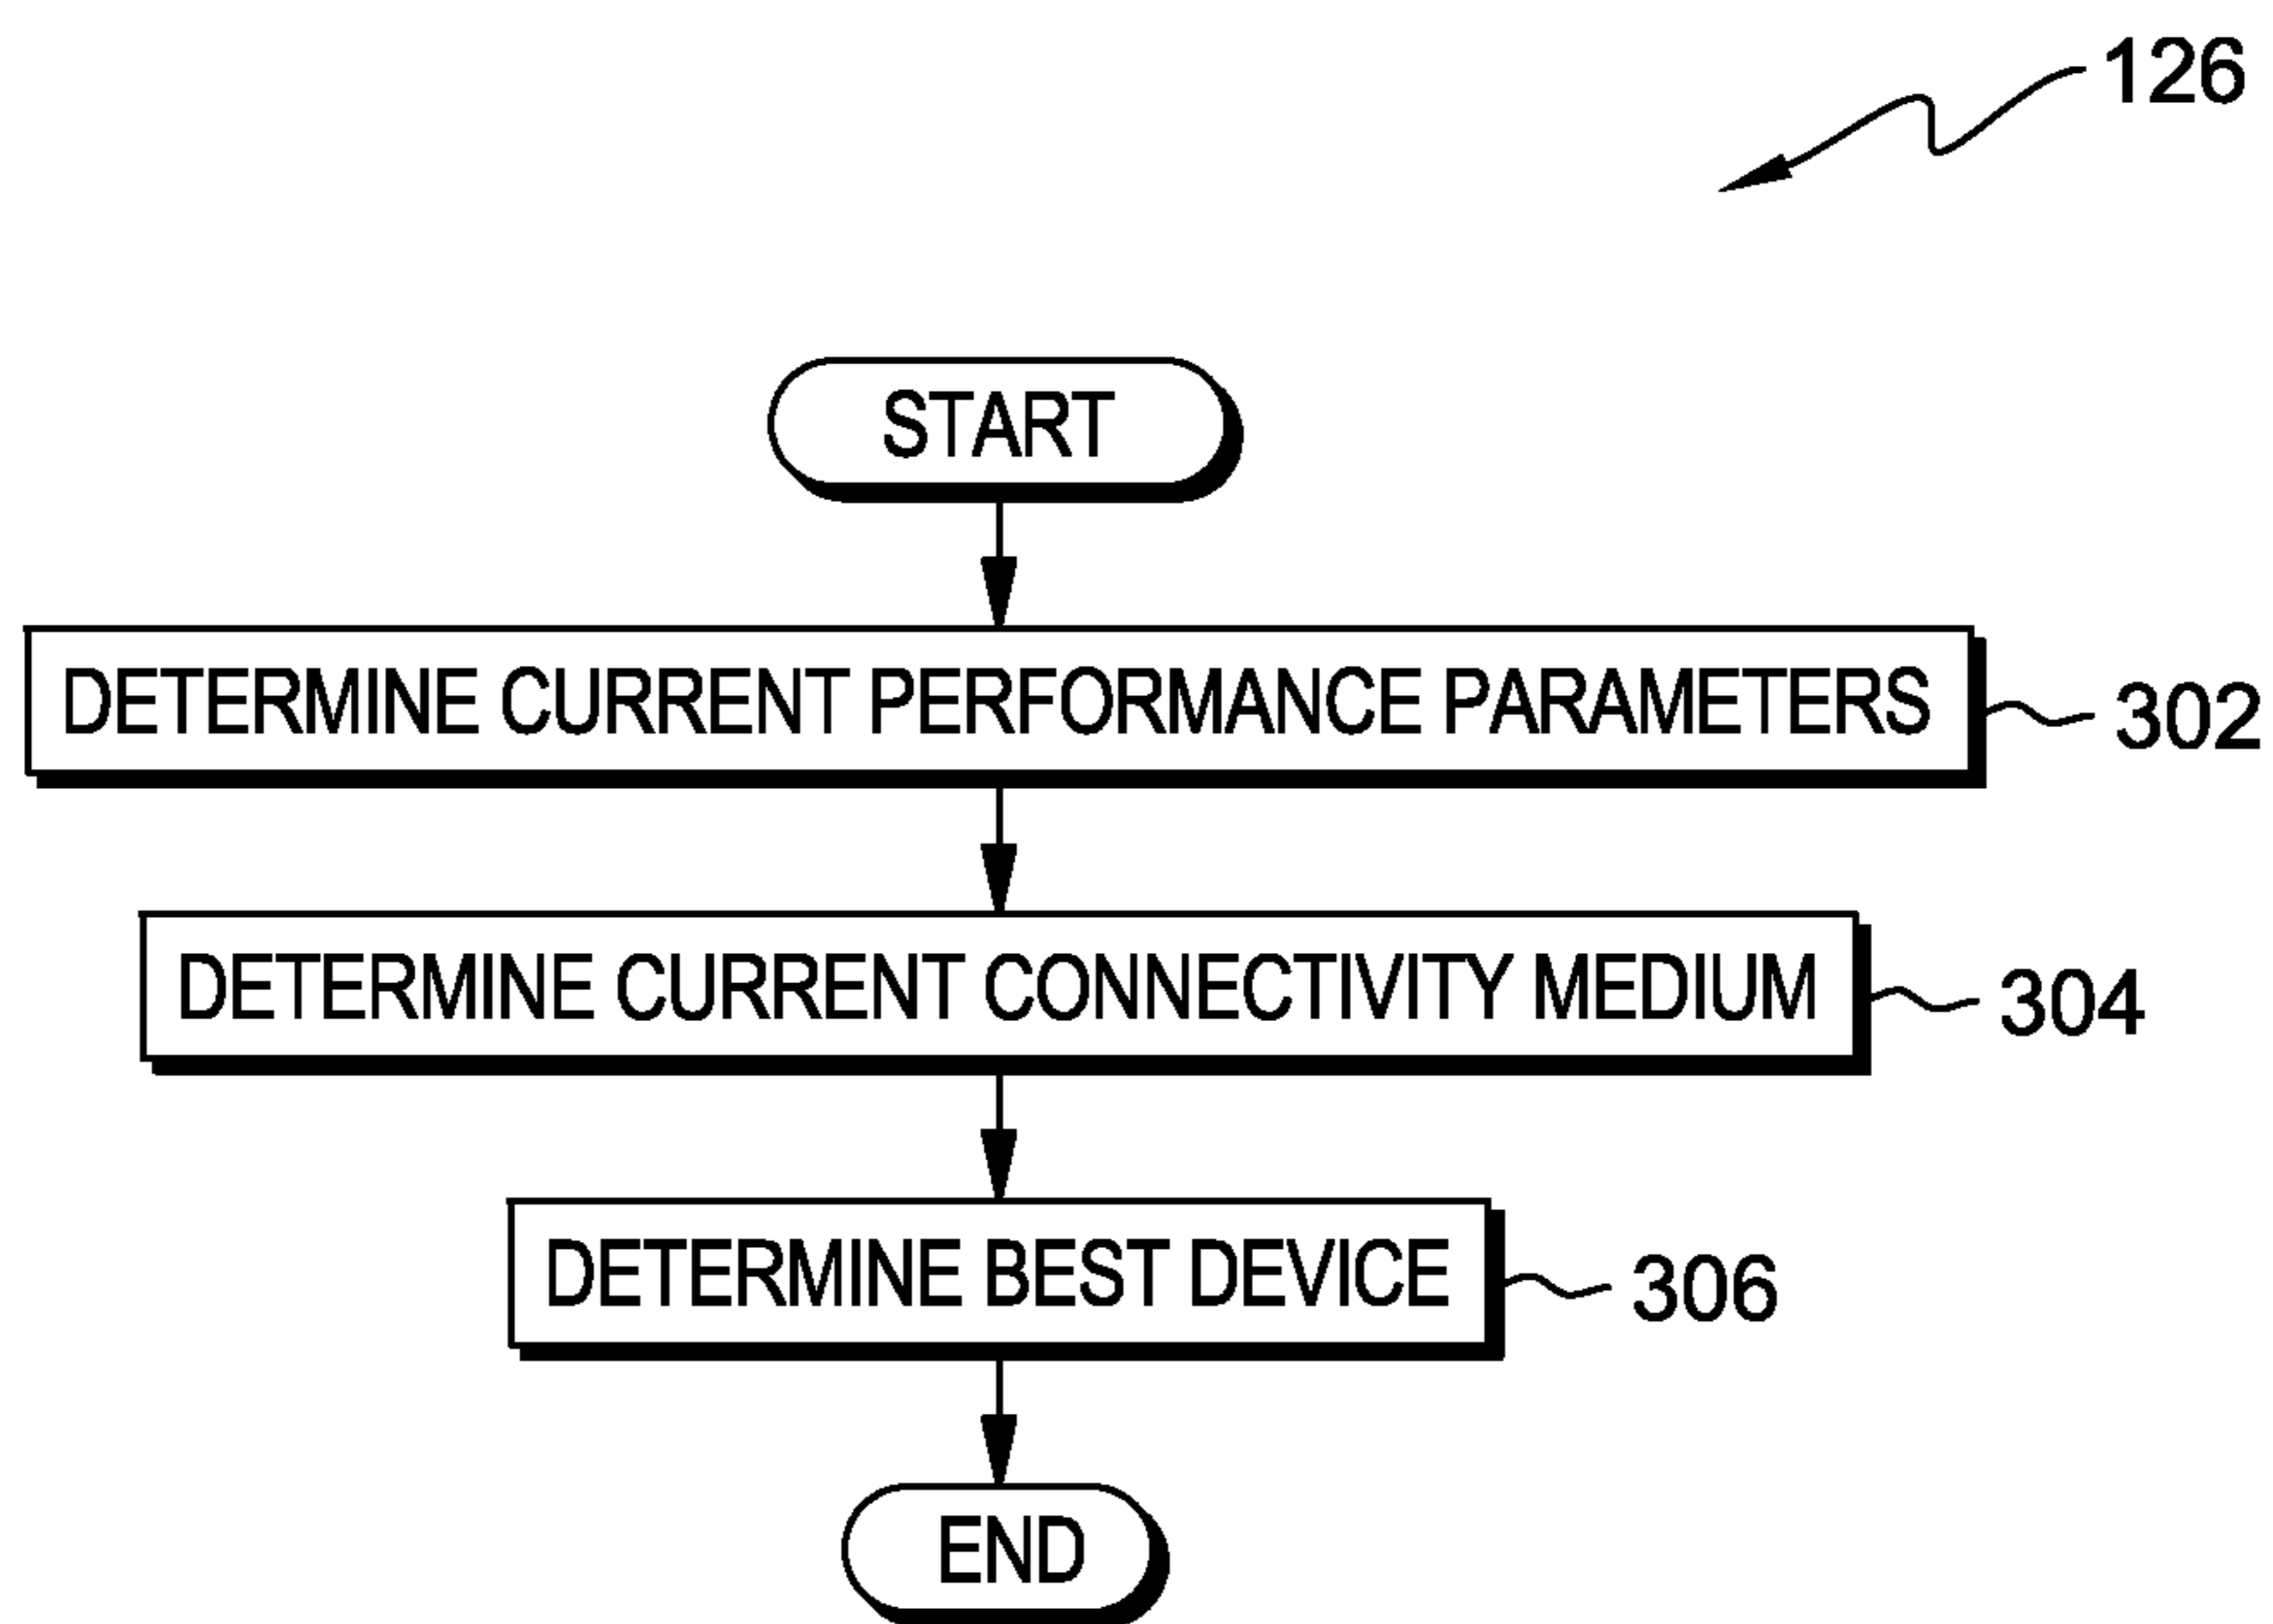 126
START
DETERMINE CURRENT PERFORMANCE PARAMETERS
302
DETERMINE CURRENT CONNECTIVITY MEDIUM
304
DETERMINE BEST DEVICE
306
END